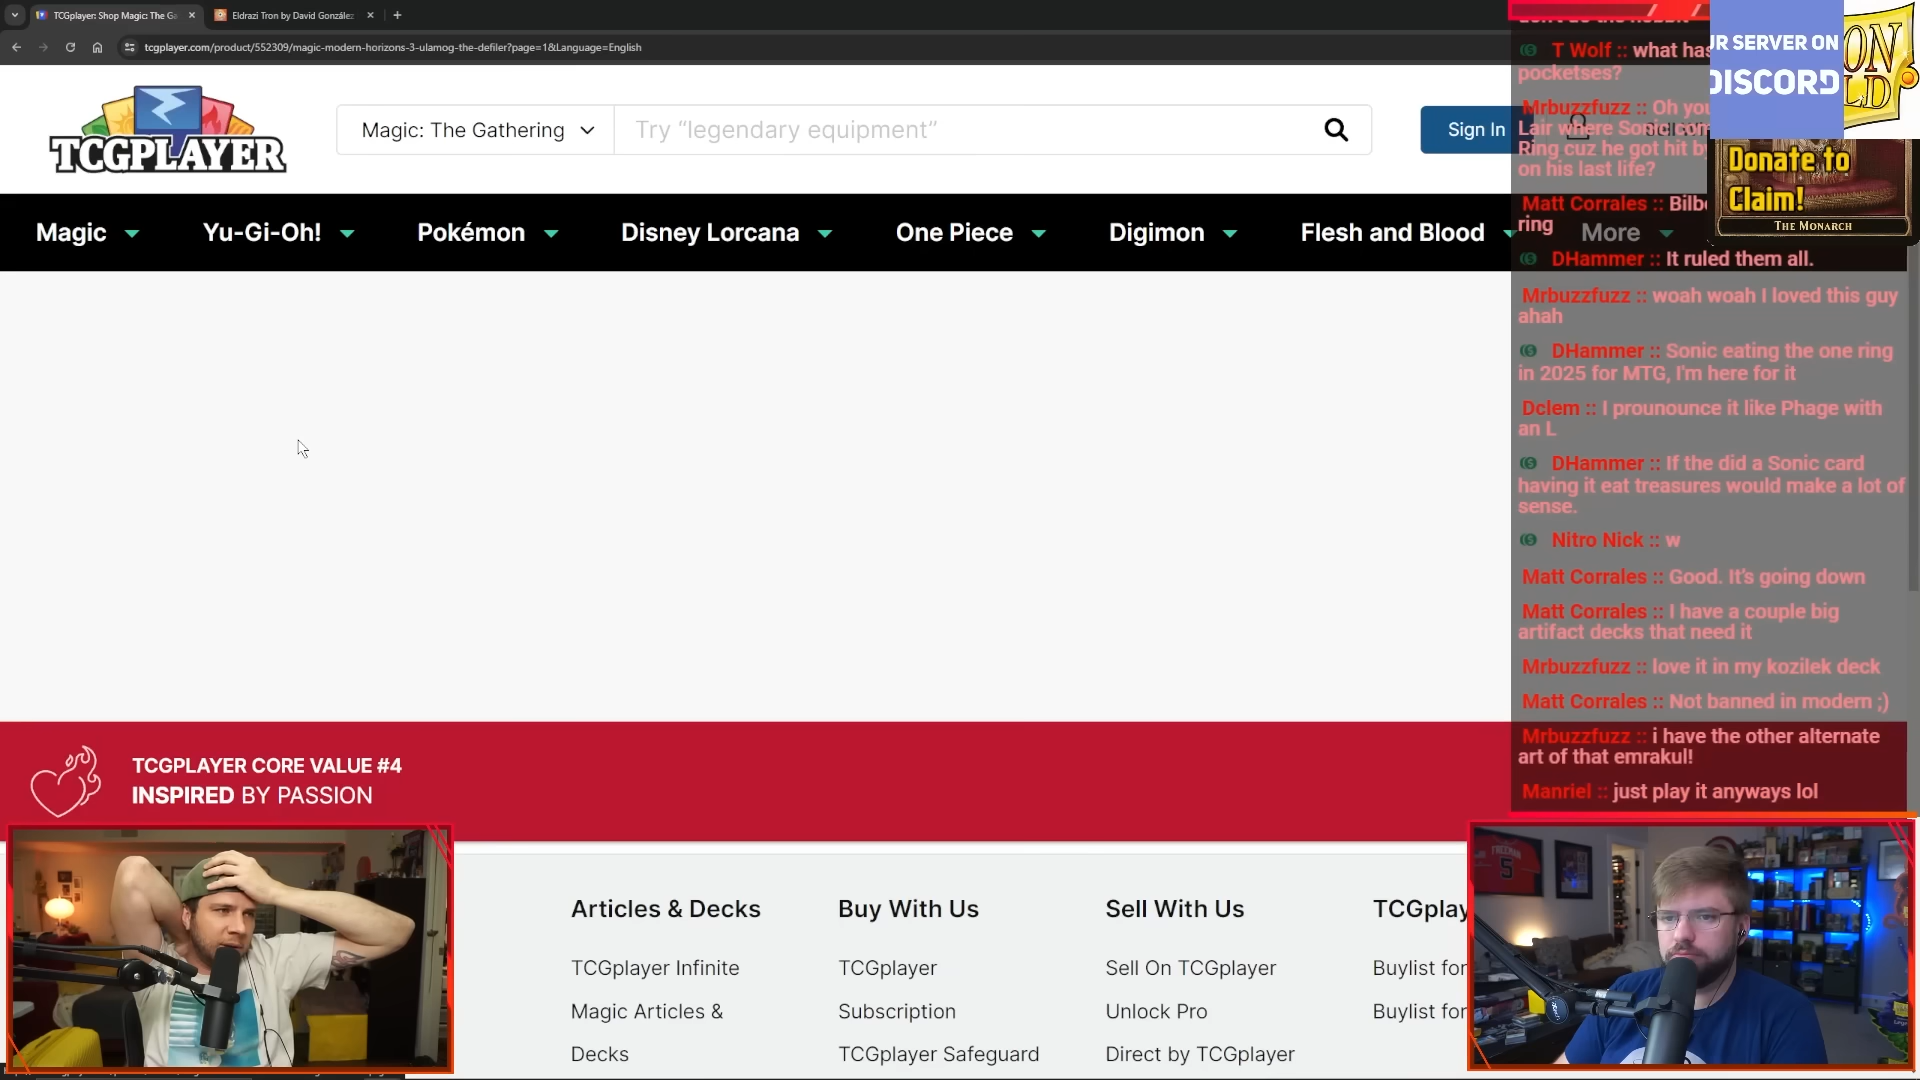 TCGplayer: Shop Magic: The Ga
Eldrazi Tron by David González
tcgplayer.com/product/552309/magic-modern-horizons-3-ulamog-the-defiler?page=1&Language=English
TCGPLAYER
Magic: The Gathering
Try “legendary equipment”
Sign In
Magic
Yu-Gi-Oh!
Pokémon
Disney Lorcana
One Piece
Digimon
Flesh and Blood
More
TCGPLAYER CORE VALUE #4
INSPIRED BY PASSION
Articles & Decks
TCGplayer Infinite
Magic Articles &
Decks
Buy With Us
TCGplayer
Subscription
TCGplayer Safeguard
Sell With Us
Sell On TCGplayer
Unlock Pro
Direct by TCGplayer
TCGplay
Buylist for
Buylist for
T Wolf :: what has
pocketses?
Mrbuzzfuzz :: Oh you
Lair where Sonic com
Ring cuz he got hit by
on his last life?
Matt Corrales :: Bilbo
ring
DHammer :: It ruled them all.
Mrbuzzfuzz :: woah woah I loved this guy
ahah
DHammer :: Sonic eating the one ring
in 2025 for MTG, I'm here for it
Dclem :: I prounounce it like Phage with
an L
DHammer :: If the did a Sonic card
having it eat treasures would make a lot of
sense.
Nitro Nick :: w
Matt Corrales :: Good. It's going down
Matt Corrales :: I have a couple big
artifact decks that need it
Mrbuzzfuzz :: love it in my kozilek deck
Matt Corrales :: Not banned in modern ;)
Mrbuzzfuzz :: i have the other alternate
art of that emrakul!
Manriel :: just play it anyways lol
UR SERVER ON
DISCORD
ON
LD
Donate to
Claim!
THE MONARCH
FREEMAN
5